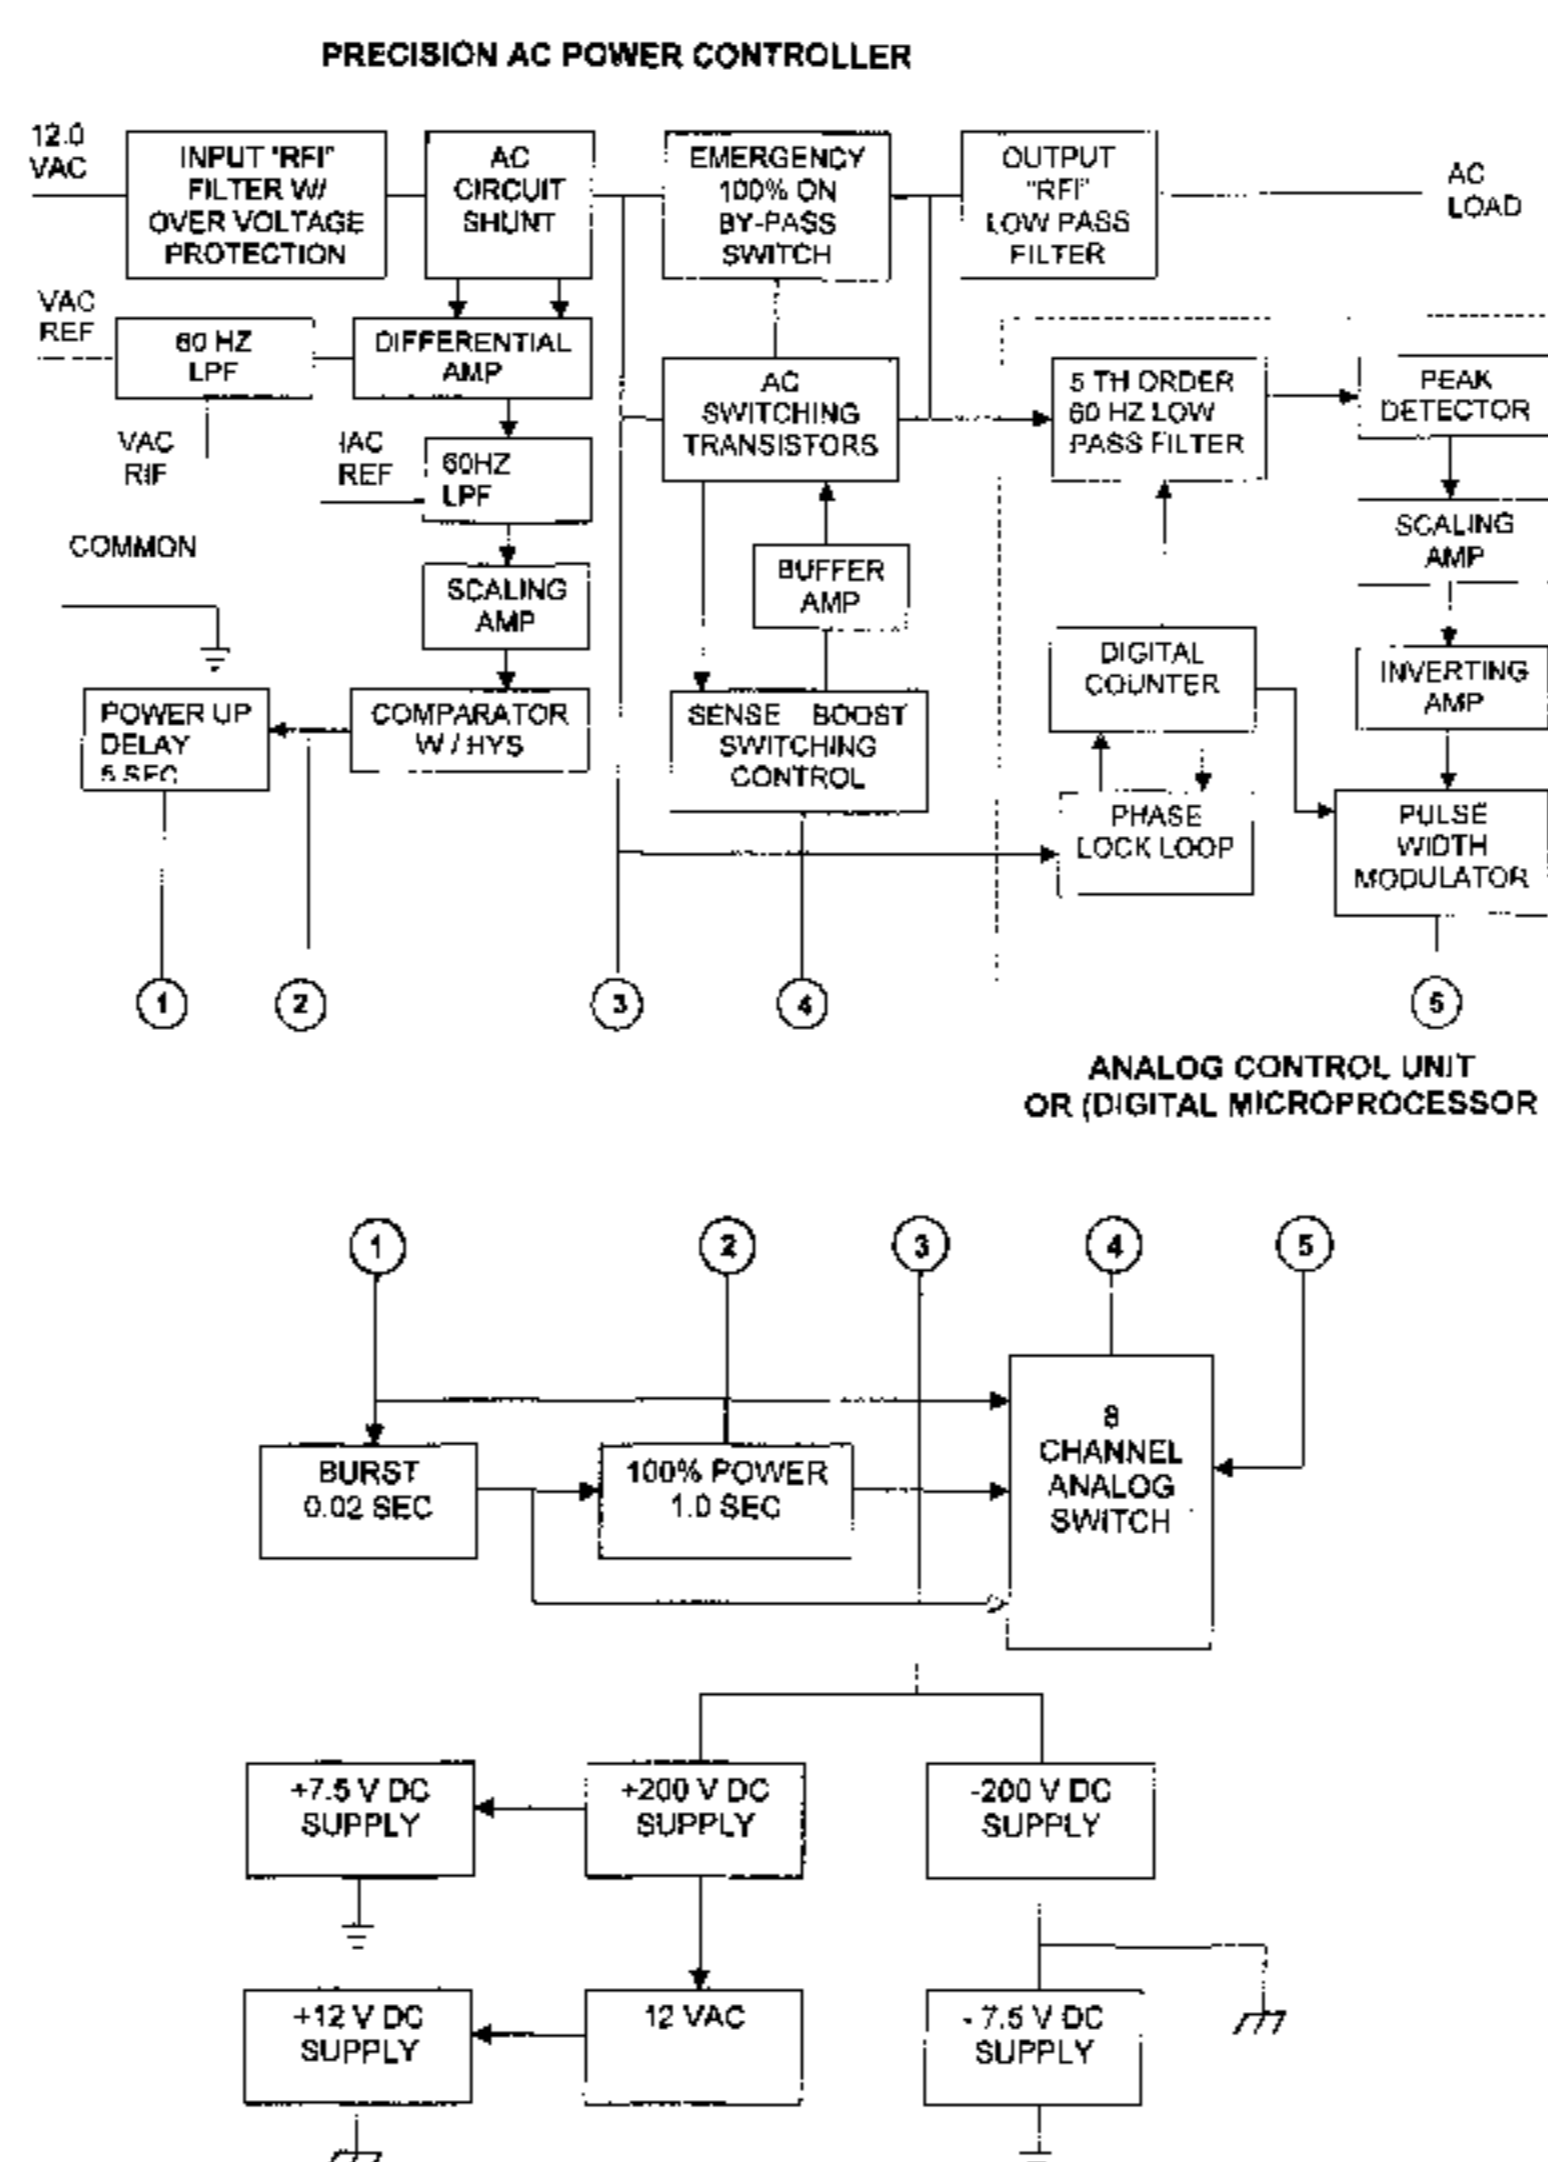 PRECISION AC POWER CONTROLLER
12.0
VAC
INPUT "RFI"
FILTER W/
OVER VOLTAGE
PROTECTION
AC
CIRCUIT
SHUNT
EMERGENCY
100% ON
BY-PASS
SWITCH
OUTPUT
"RFI"
LOW PASS
FILTER
AC
LOAD
VAC
REF
60 HZ
LPF
DIFFERENTIAL
AMP
VAC
RIF
IAC
REF
60HZ
LPF
AC
SWITCHING
TRANSISTORS
5 TH ORDER
60 HZ LOW
PASS FILTER
PEAK
DETECTOR
COMMON
SCALING
AMP
BUFFER
AMP
SCALING
AMP
POWER UP
DELAY
5 SEC
COMPARATOR
W / HYS
SENSE BOOST
SWITCHING
CONTROL
DIGITAL
COUNTER
INVERTING
AMP
PHASE
LOCK LOOP
PULSE
WIDTH
MODULATOR
1
2
3
4
5
ANALOG CONTROL UNIT
OR (DIGITAL MICROPROCESSOR
1
2
3
4
5
BURST
0.02 SEC
100% POWER
1.0 SEC
8
CHANNEL
ANALOG
SWITCH
+7.5 V DC
SUPPLY
+200 V DC
SUPPLY
-200 V DC
SUPPLY
+12 V DC
SUPPLY
12 VAC
- 7.5 V DC
SUPPLY